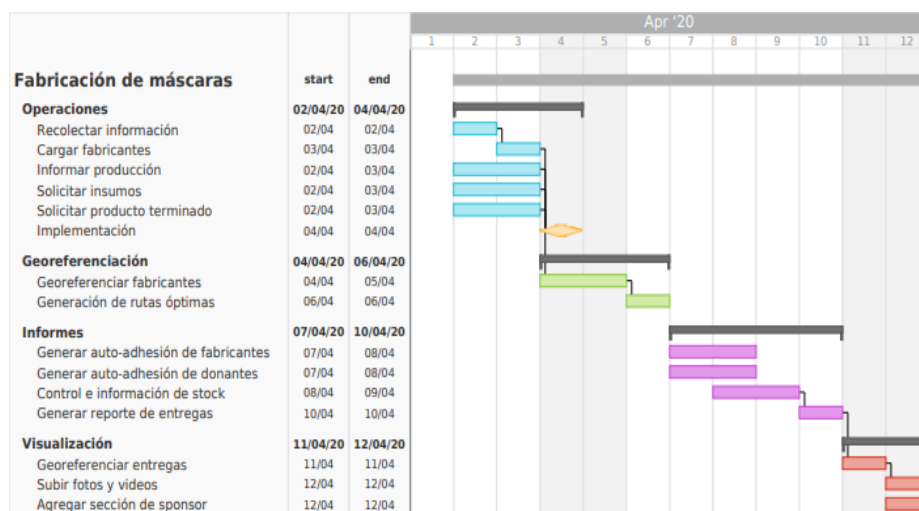 Apr '20
1 2 3 4 5 6 7 8 9 10 11 12
Fabricación de máscaras start end
Operaciones 02/04/20 04/04/20
Recolectar información 02/04 02/04
Cargar fabricantes 03/04 03/04
Informar producción 02/04 03/04
Solicitar insumos 02/04 03/04
Solicitar producto terminado 02/04 03/04
Implementación 04/04 04/04
Georeferenciación 04/04/20 06/04/20
Georeferenciar fabricantes 04/04 05/04
Generación de rutas óptimas 06/04 06/04
Informes 07/04/20 10/04/20
Generar auto-adhesión de fabricantes 07/04 08/04
Generar auto-adhesión de donantes 07/04 08/04
Control e información de stock 08/04 09/04
Generar reporte de entregas 10/04 10/04
Visualización 11/04/20 12/04/20
Georeferenciar entregas 11/04 11/04
Subir fotos y videos 12/04 12/04
Agregar sección de sponsor 12/04 12/04